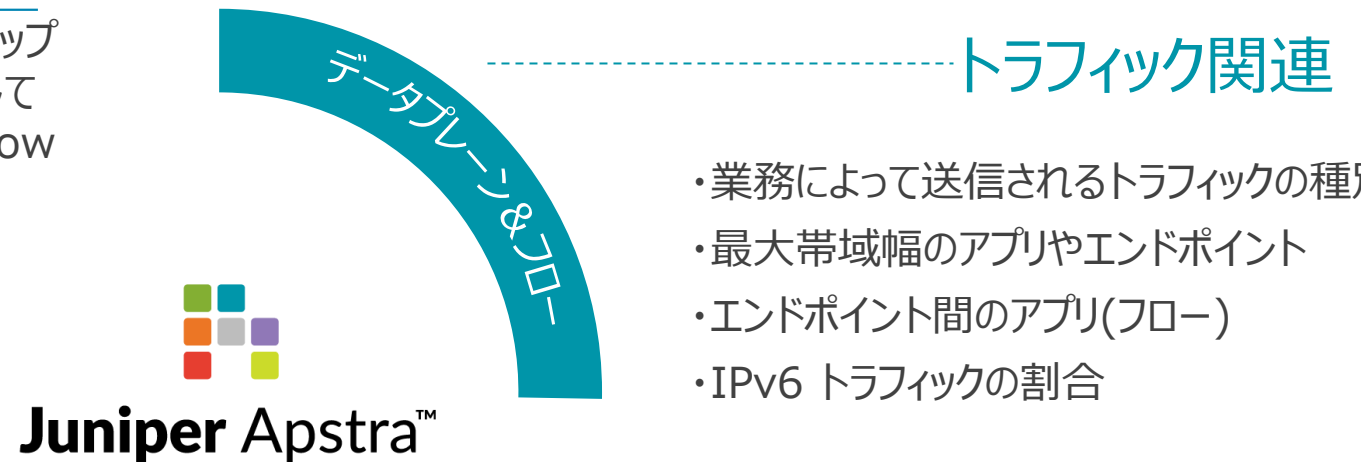 ップ
して
ow
データプレーン&フロー
トラフィック関連
・業務によって送信されるトラフィックの種
・最大帯域幅のアプリやエンドポイント
・エンドポイント間のアプリ(フロー)
・IPv6 トラフィックの割合
Juniper Apstra™